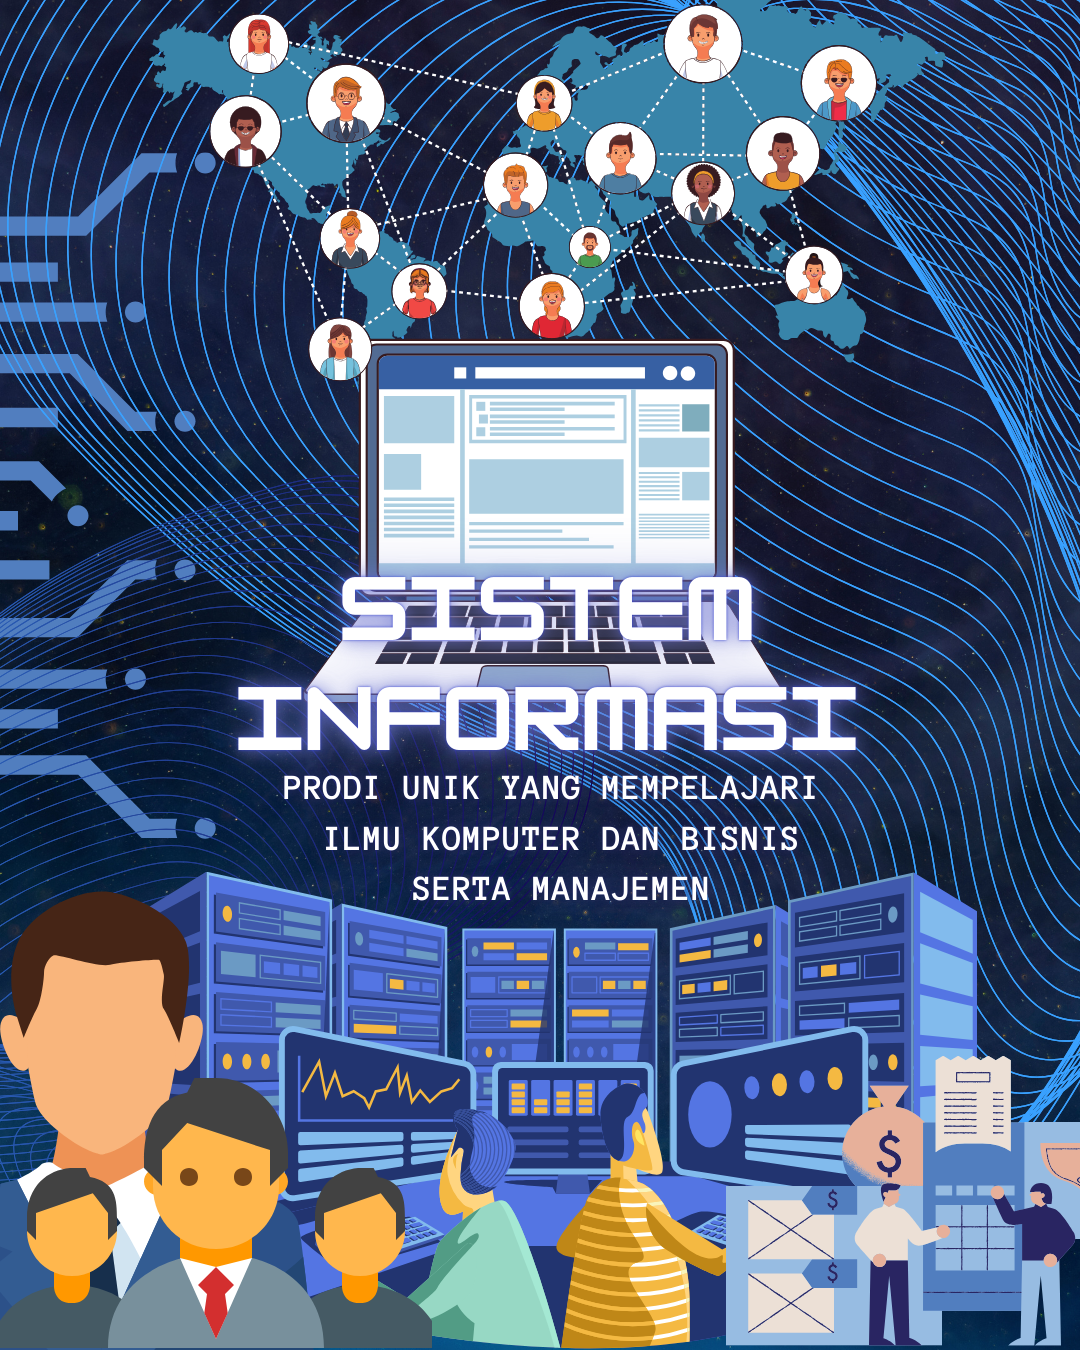 SISTEM
INFORMASI
PRODI UNIK YANG MEMPELAJARI
ILMU KOMPUTER DAN BISNIS
SERTA MANAJEMEN
$
$
$